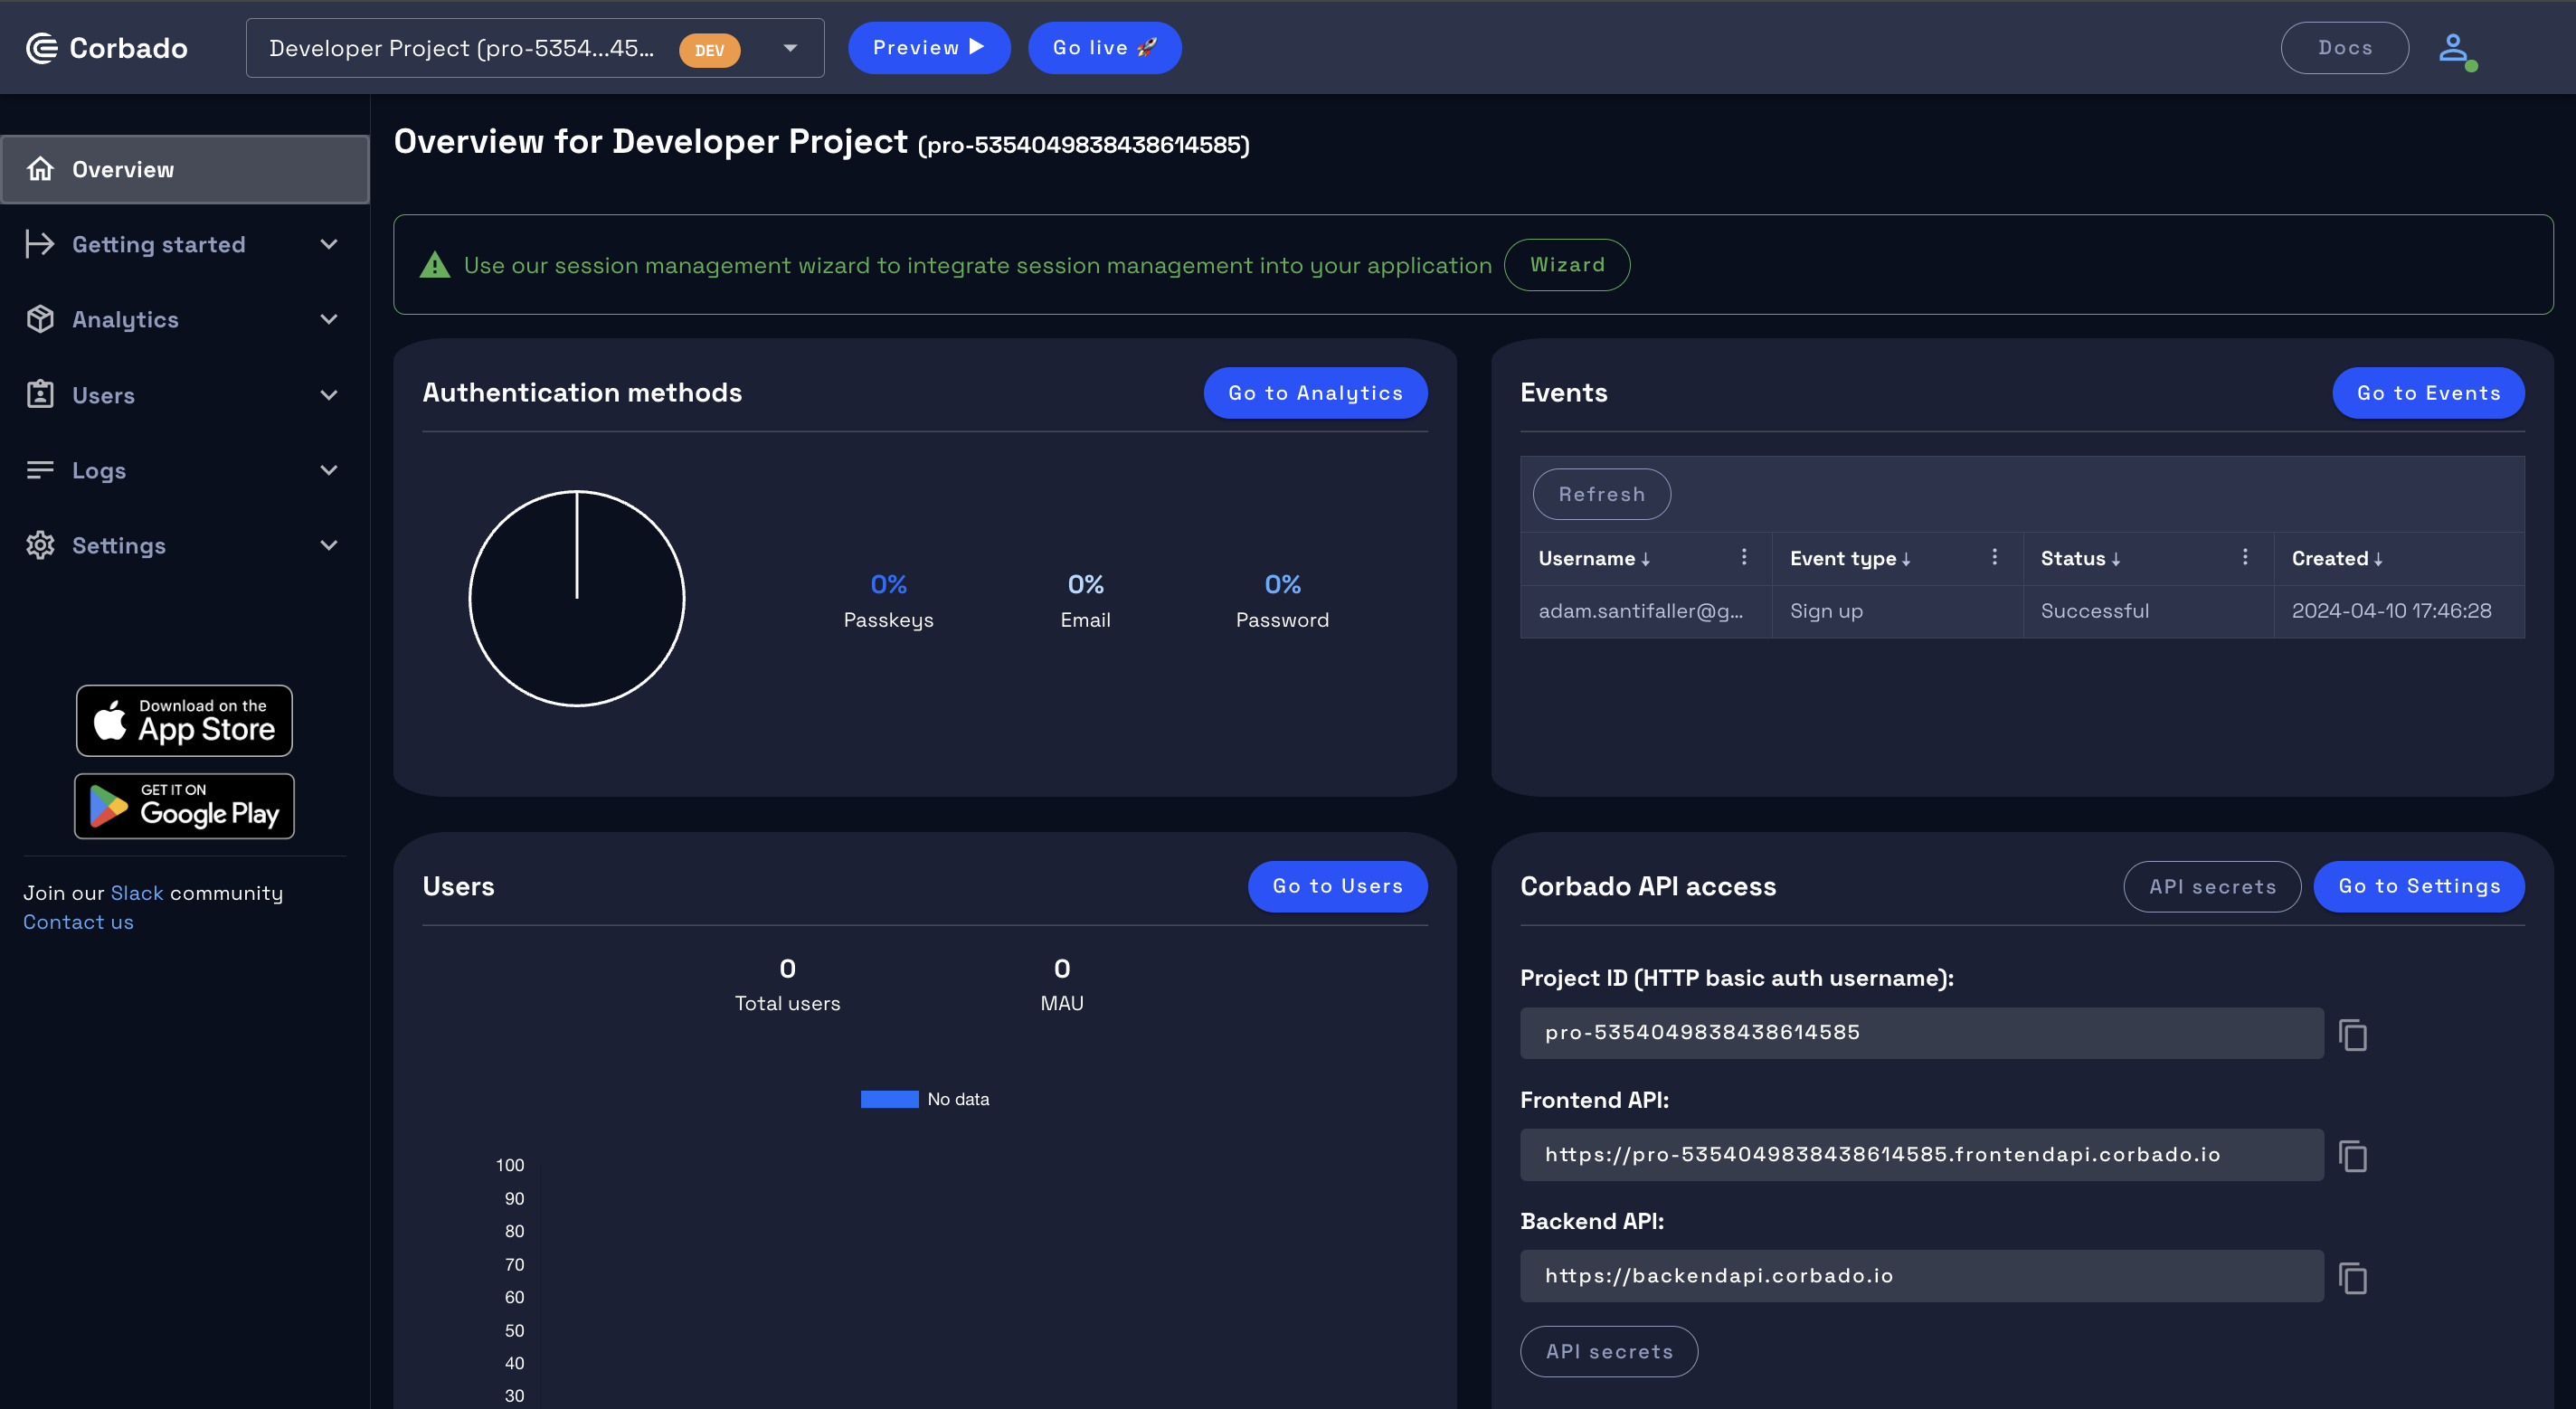 Corbado
Developer Project (pro-5354...45...
DEV
Preview ▶
Go live 🚀
Docs
Overview
Getting started
Analytics
Users
Logs
Settings
Download on the
App Store
GET IT ON
Google Play
Join our Slack community
Contact us
Overview for Developer Project (pro-5354049838438614585)
Use our session management wizard to integrate session management into your application
Wizard
Authentication methods
Go to Analytics
0%
Passkeys
0%
Email
0%
Password
Events
Go to Events
Refresh
Username ↓ Event type ↓ Status ↓ Created ↓
adam.santifaller@g... Sign up Successful 2024-04-10 17:46:28
Users
Go to Users
0
Total users
0
MAU
No data
100
90
80
70
60
50
40
30
Corbado API access
API secrets
Go to Settings
Project ID (HTTP basic auth username):
pro-5354049838438614585
Frontend API:
https://pro-5354049838438614585.frontendapi.corbado.io
Backend API:
https://backendapi.corbado.io
API secrets